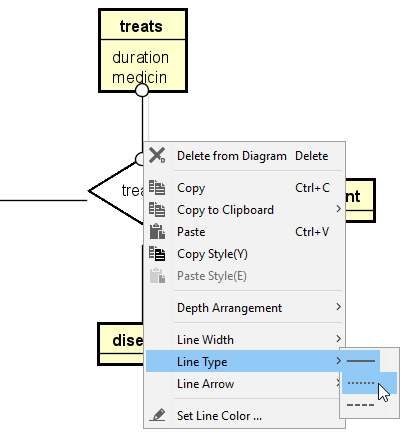 treats
duration
medicin
Delete from Diagram Delete
trea
Copy Ctrl+C
nt
Copy to Clipboard
Paste Ctrl+V
Copy Style(Y)
Paste Style(E)
Depth Arrangement
Line Width
dise
Line Type
Line Arrow
Set Line Color ...